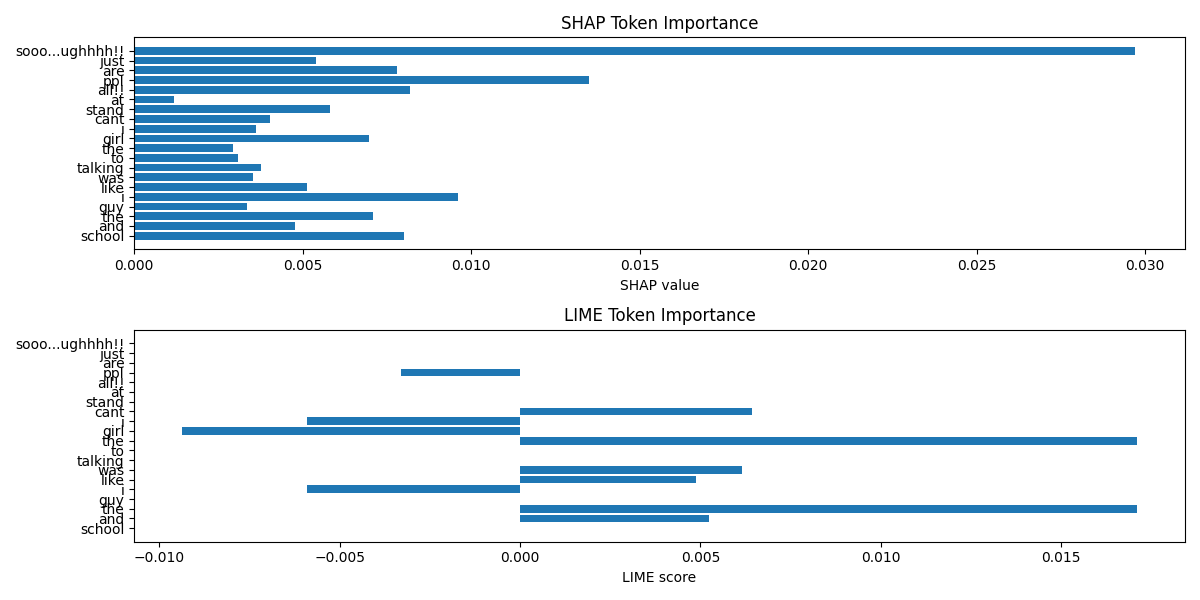 SHAP Token Importance
sooo...ughhhh!!
just
are
ppl
all!!
at
stand
cant
i
girl
the
to
talking
was
like
i
guy
the
and
school
0.000 0.005 0.010 0.015 0.020 0.025 0.030
SHAP value
LIME Token Importance
sooo...ughhhh!!
just
are
ppl
all!!
at
stand
cant
i
girl
the
to
talking
was
like
i
guy
the
and
school
−0.010 −0.005 0.000 0.005 0.010 0.015
LIME score